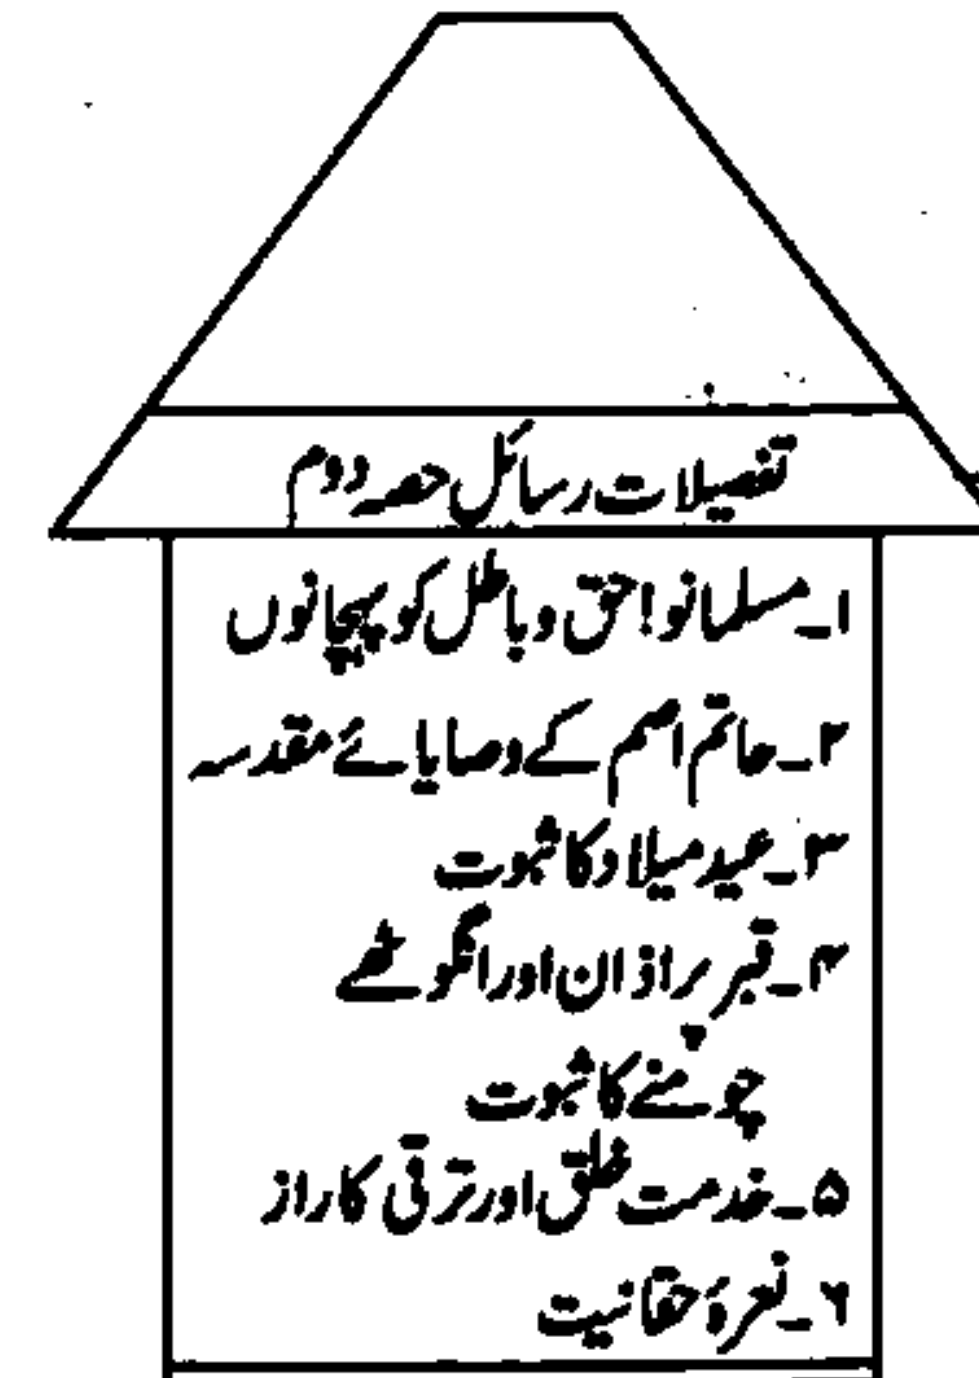 تفصیلات رسائل حصہ دوم
۱۔ مسلمانو! حق و باطل کو پہچانوں
۲۔ حاتم اصم کے وصایائے مقدسہ
۳۔ عید میلاد کا ثبوت
۴۔ قبر پر اذان اور انگوٹھے
چومنے کا ثبوت
۵۔ خدمت خلق اور ترقی کا راز
۶۔ نعرۂ حقانیت